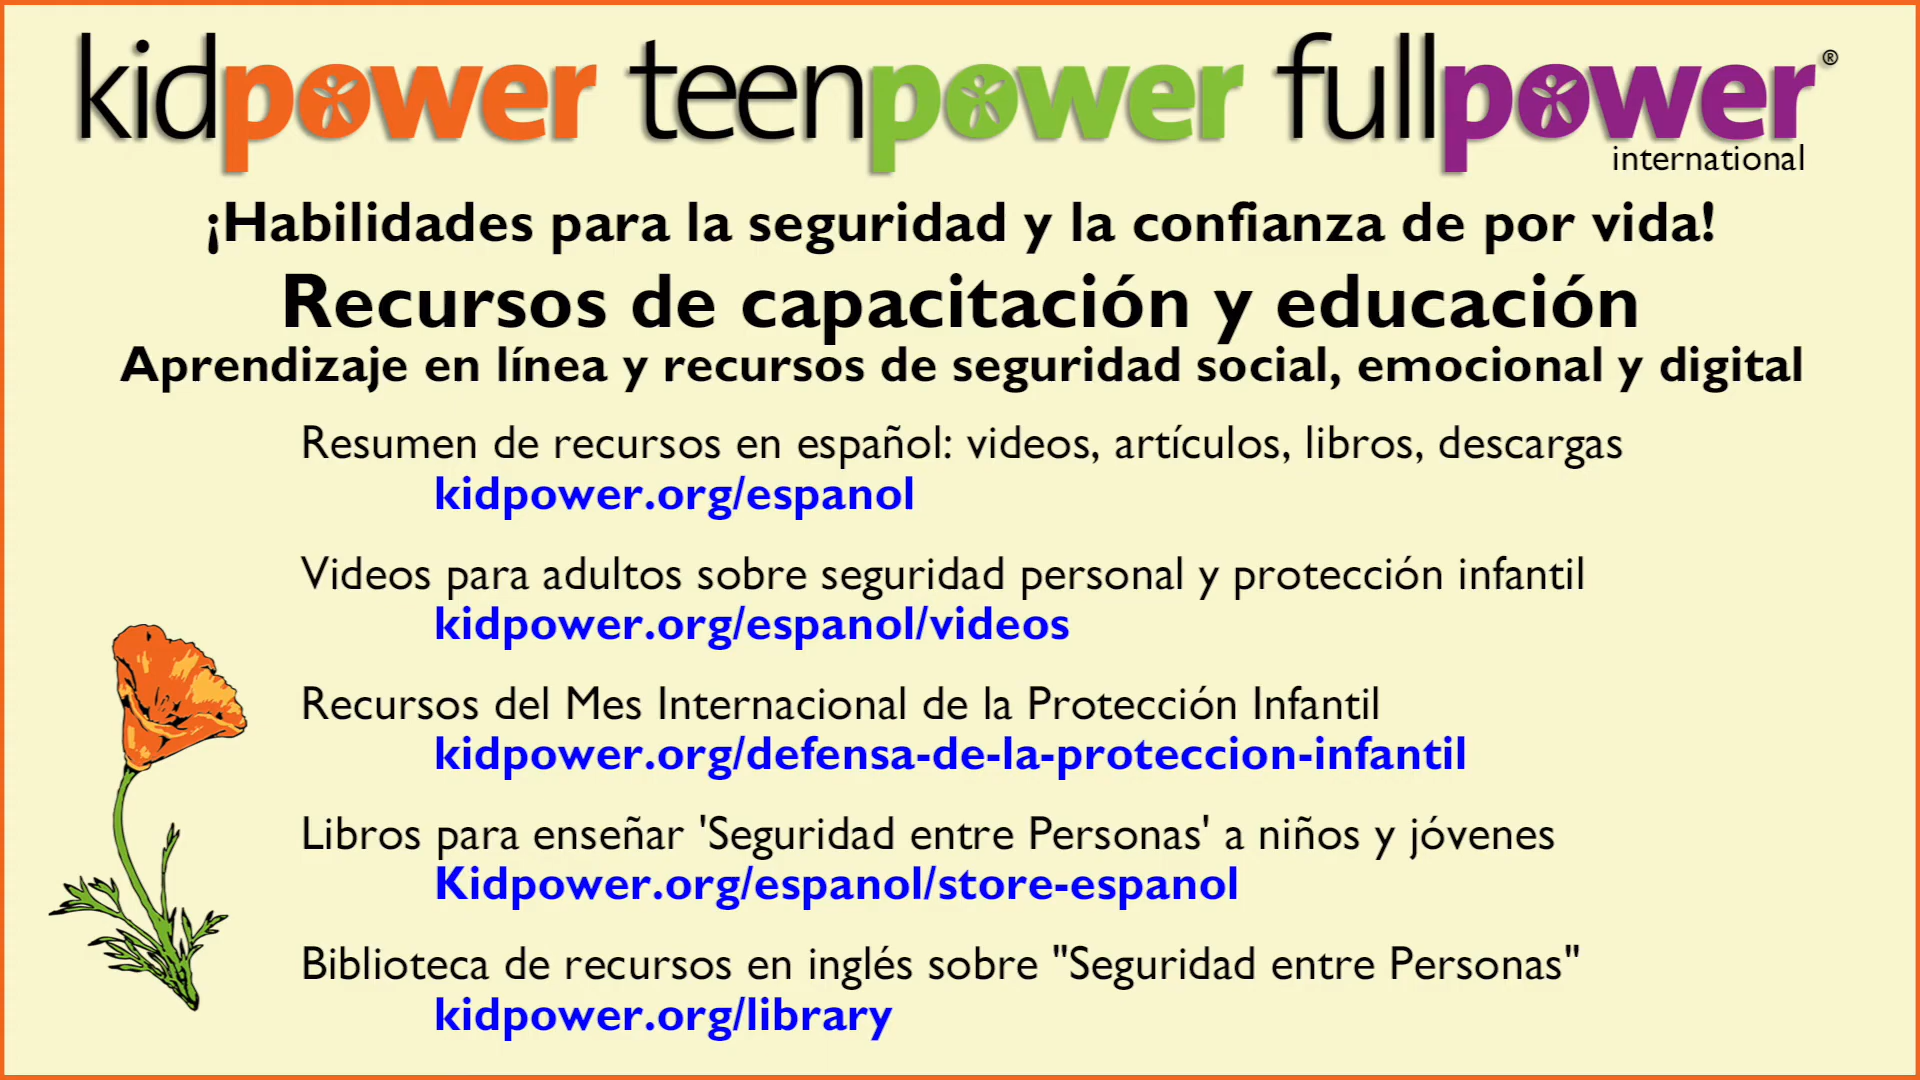 kidpower teenpower fullpower®
international
¡Habilidades para la seguridad y la confianza de por vida!
Recursos de capacitación y educación
Aprendizaje en línea y recursos de seguridad social, emocional y digital
Resumen de recursos en español: videos, artículos, libros, descargas
kidpower.org/espanol
Videos para adultos sobre seguridad personal y protección infantil
kidpower.org/espanol/videos
Recursos del Mes Internacional de la Protección Infantil
kidpower.org/defensa-de-la-proteccion-infantil
Libros para enseñar 'Seguridad entre Personas' a niños y jóvenes
Kidpower.org/espanol/store-espanol
Biblioteca de recursos en inglés sobre "Seguridad entre Personas"
kidpower.org/library